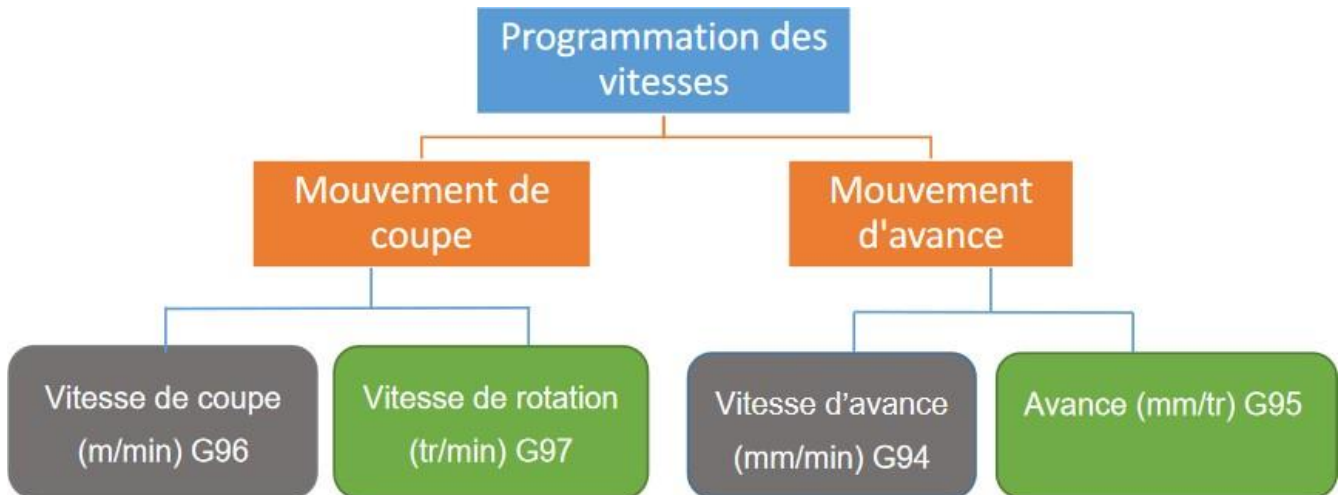 Programmation des
vitesses
Mouvement de
coupe
Mouvement
d'avance
Vitesse de coupe
(m/min) G96
Vitesse de rotation
(tr/min) G97
Vitesse d’avance
(mm/min) G94
Avance (mm/tr) G95